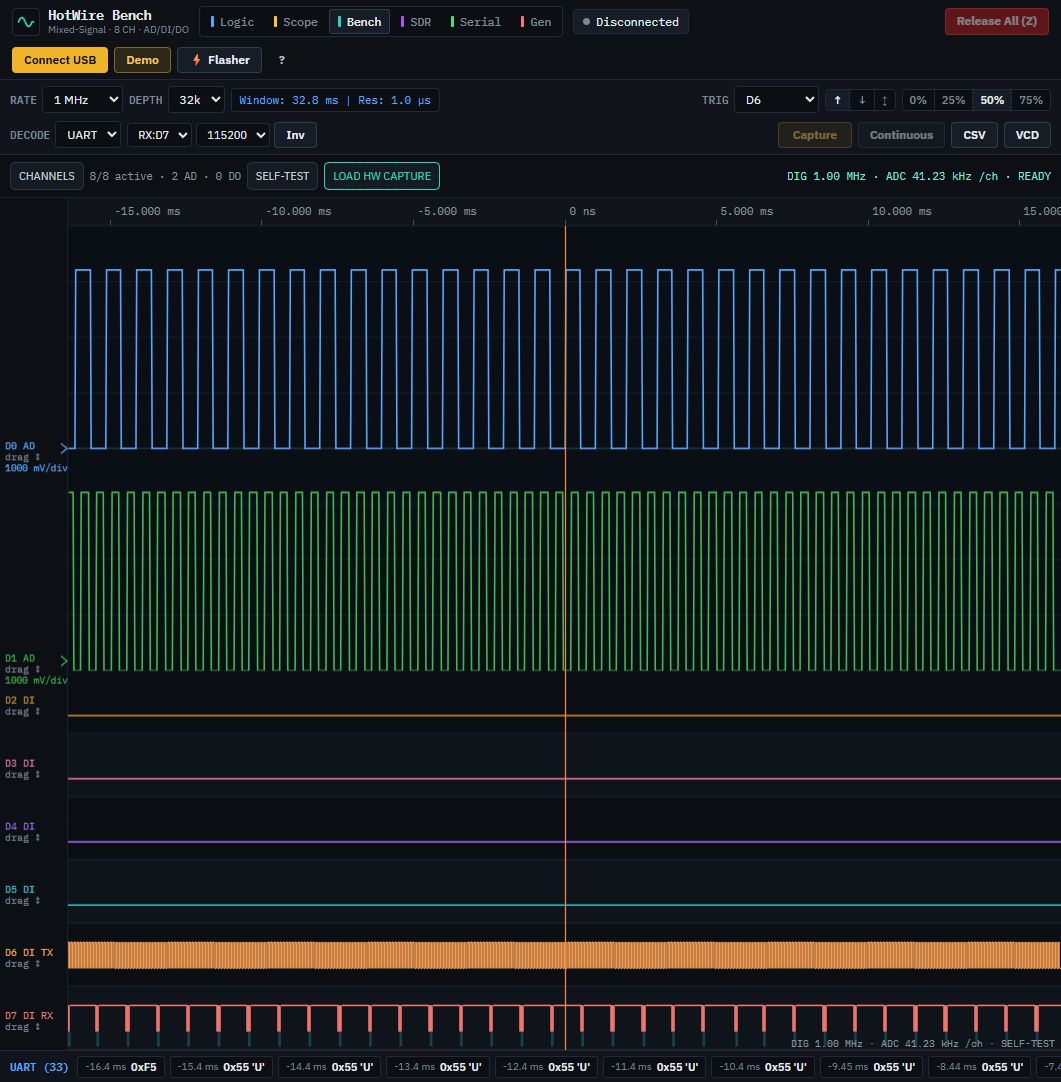 HotWire Bench
Mixed-Signal · 8 CH · AD/DI/DO
Logic Scope Bench SDR Serial Gen
Disconnected
Release All (Z)
Connect USB Demo Flasher ?
RATE 1 MHz DEPTH 32k Window: 32.8 ms | Res: 1.0 µs
TRIG D6 ↑ ↓ ↕ 0% 25% 50% 75%
DECODE UART RX:D7 115200 Inv
Capture Continuous CSV VCD
CHANNELS 8/8 active · 2 AD · 0 DO SELF-TEST LOAD HW CAPTURE
DIG 1.00 MHz · ADC 41.23 kHz /ch · READY
-15.000 ms -10.000 ms -5.000 ms 0 ns 5.000 ms 10.000 ms 15.000
D0 AD
drag ↕
1000 mV/div
D1 AD
drag ↕
1000 mV/div
D2 DI
drag ↕
D3 DI
drag ↕
D4 DI
drag ↕
D5 DI
drag ↕
D6 DI TX
drag ↕
D7 DI RX
drag ↕
DIG 1.00 MHz · ADC 41.23 kHz /ch · SELF-TEST
UART (33) -16.4 ms 0xF5 -15.4 ms 0x55 'U' -14.4 ms 0x55 'U' -13.4 ms 0x55 'U' -12.4 ms 0x55 'U' -11.4 ms 0x55 'U' -10.4 ms 0x55 'U' -9.45 ms 0x55 'U' -8.44 ms 0x55 'U'